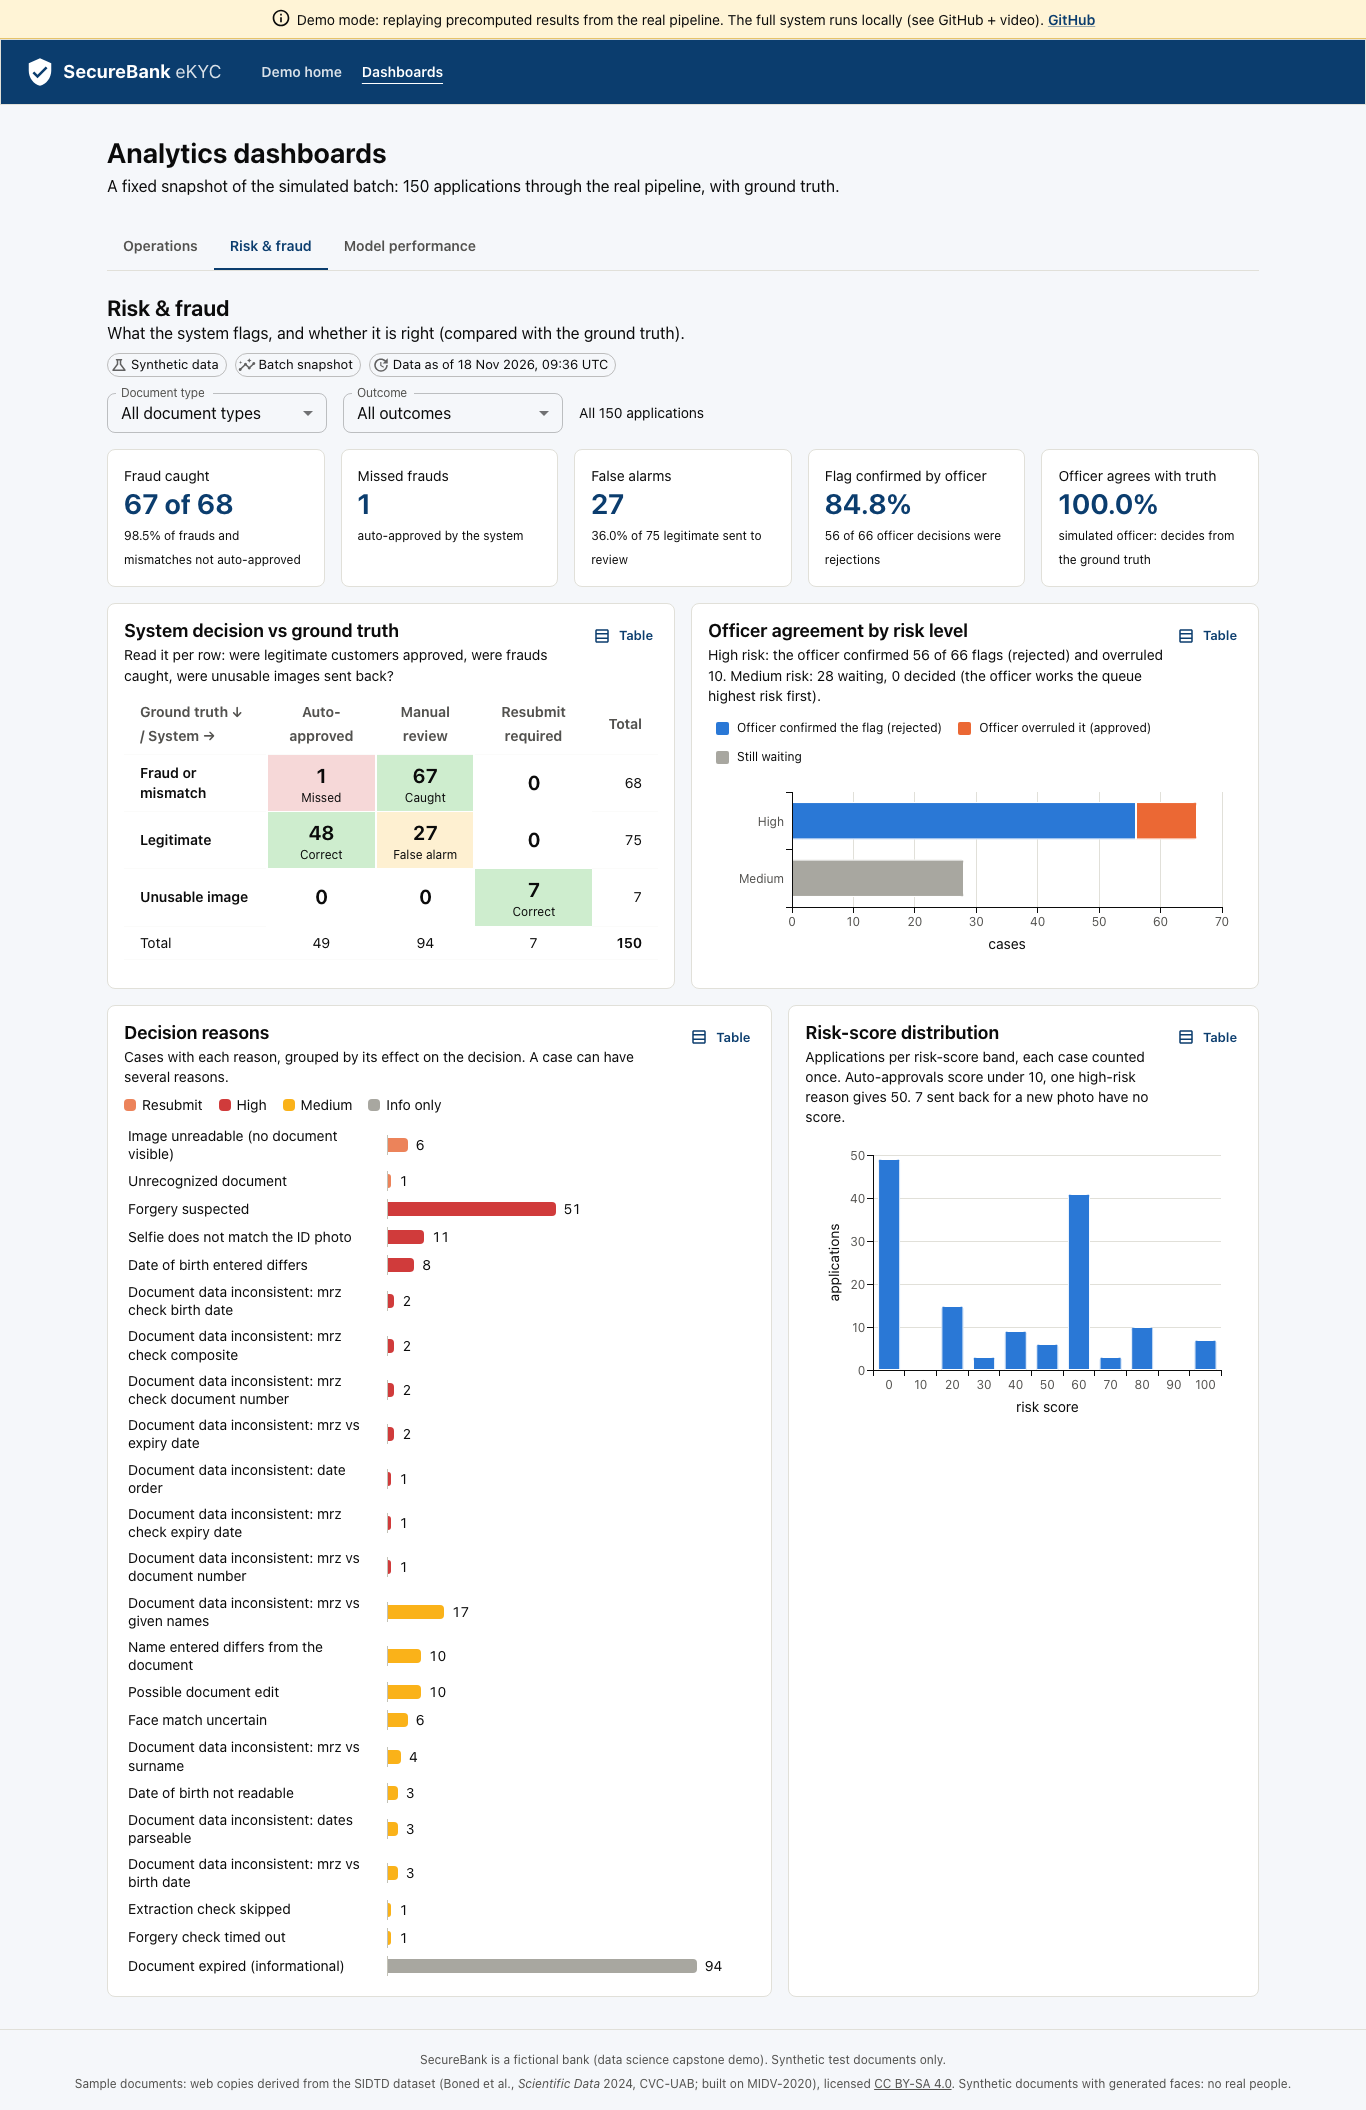 Demo mode: replaying precomputed results from the real pipeline. The full system runs locally (see GitHub + video). GitHub
SecureBank eKYC
Demo home
Dashboards
Analytics dashboards
A fixed snapshot of the simulated batch: 150 applications through the real pipeline, with ground truth.
Operations
Risk & fraud
Model performance
Risk & fraud
What the system flags, and whether it is right (compared with the ground truth).
Synthetic data
Batch snapshot
Data as of 18 Nov 2026, 09:36 UTC
Document type
All document types
Outcome
All outcomes
All 150 applications
Fraud caught
67 of 68
98.5% of frauds and
mismatches not auto-approved
Missed frauds
1
auto-approved by the system
False alarms
27
36.0% of 75 legitimate sent to
review
Flag confirmed by officer
84.8%
56 of 66 officer decisions were
rejections
Officer agrees with truth
100.0%
simulated officer: decides from
the ground truth
System decision vs ground truth
Table
Read it per row: were legitimate customers approved, were frauds
caught, were unusable images sent back?
Ground truth ↓
/ System →
Auto-
approved
Manual
review
Resubmit
required
Total
Fraud or
mismatch
1
Missed
67
Caught
0
68
Legitimate
48
Correct
27
False alarm
0
75
Unusable image
0
0
7
Correct
7
Total
49
94
7
150
Officer agreement by risk level
Table
High risk: the officer confirmed 56 of 66 flags (rejected) and overruled
10. Medium risk: 28 waiting, 0 decided (the officer works the queue
highest risk first).
Officer confirmed the flag (rejected)
Officer overruled it (approved)
Still waiting
High
Medium
0 10 20 30 40 50 60 70
cases
Decision reasons
Table
Cases with each reason, grouped by its effect on the decision. A case can have
several reasons.
Resubmit
High
Medium
Info only
Image unreadable (no document
visible)
6
Unrecognized document
1
Forgery suspected
51
Selfie does not match the ID photo
11
Date of birth entered differs
8
Document data inconsistent: mrz
check birth date
2
Document data inconsistent: mrz
check composite
2
Document data inconsistent: mrz
check document number
2
Document data inconsistent: mrz vs
expiry date
2
Document data inconsistent: date
order
1
Document data inconsistent: mrz
check expiry date
1
Document data inconsistent: mrz vs
document number
1
Document data inconsistent: mrz vs
given names
17
Name entered differs from the
document
10
Possible document edit
10
Face match uncertain
6
Document data inconsistent: mrz vs
surname
4
Date of birth not readable
3
Document data inconsistent: dates
parseable
3
Document data inconsistent: mrz vs
birth date
3
Extraction check skipped
1
Forgery check timed out
1
Document expired (informational)
94
Risk-score distribution
Table
Applications per risk-score band, each case counted
once. Auto-approvals score under 10, one high-risk
reason gives 50. 7 sent back for a new photo have no
score.
applications
50
40
30
20
10
0
0 10 20 30 40 50 60 70 80 90 100
risk score
SecureBank is a fictional bank (data science capstone demo). Synthetic test documents only.
Sample documents: web copies derived from the SIDTD dataset (Boned et al., Scientific Data 2024, CVC-UAB; built on MIDV-2020), licensed CC BY-SA 4.0. Synthetic documents with generated faces: no real people.